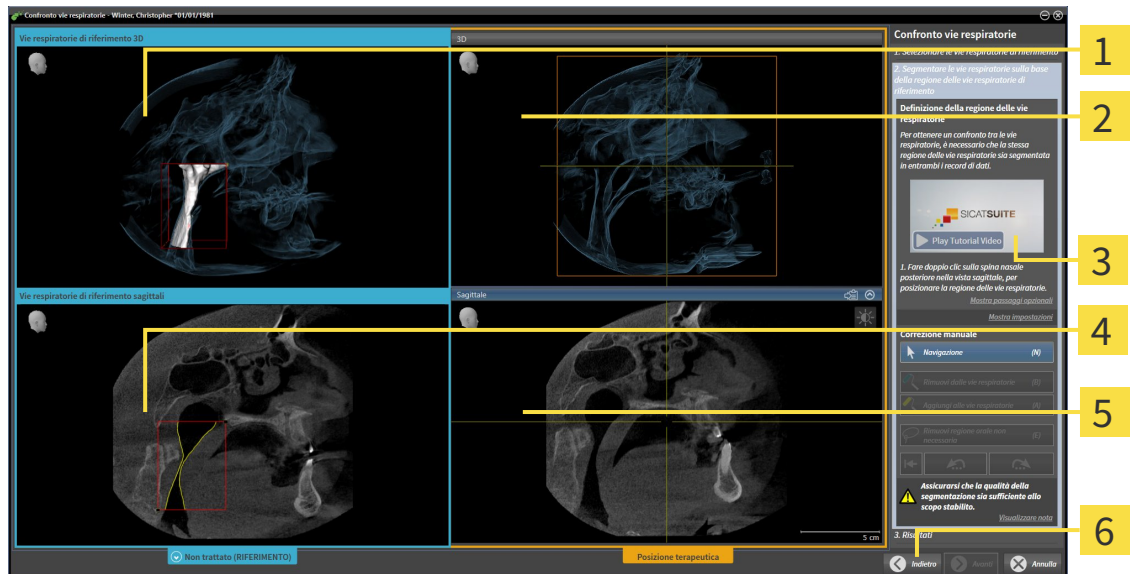 Confronto vie respiratorie - Winter, Christopher *01/01/1981
Vie respiratorie di riferimento 3D
3D
Vie respiratorie di riferimento sagittali
Sagittale
5 cm
Non trattato (RIFERIMENTO)
Posizione terapeutica
Confronto vie respiratorie
1. Selezionare le vie respiratorie di riferimento
2. Segmentare le vie respiratorie sulla base
della regione delle vie respiratorie di
riferimento
Definizione della regione delle vie
respiratorie
Per ottenere un confronto tra le vie
respiratorie, è necessario che la stessa
regione delle vie respiratorie sia segmentata
in entrambi i record di dati.
SICATSUITE
Play Tutorial Video
1. Fare doppio clic sulla spina nasale
posteriore nella vista sagittale, per
posizionare la regione delle vie respiratorie.
Mostra passaggi opzionali
Mostra impostazioni
Correzione manuale
Navigazione (N)
Rimuovi dalle vie respiratorie (R)
Aggiungi alle vie respiratorie (A)
Rimuovi regione orale non
necessaria (E)
Assicurarsi che la qualità della
segmentazione sia sufficiente allo
scopo stabilito.
Visualizzare nota
3. Risultati
Indietro
Avanti
Annulla
1
2
3
4
5
6